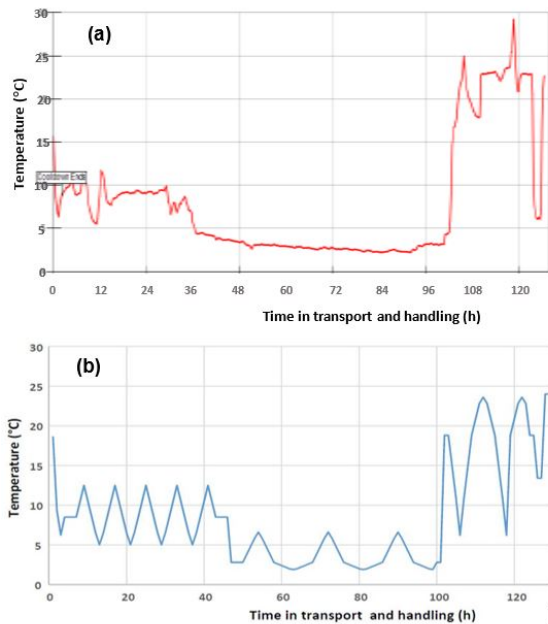 (a)
Temperature (°C)
30
25
20
15
Cooldown Ends
10
5
0
0 12 24 36 48 60 72 84 96 108 120
Time in transport and handling (h)
(b)
Temperature (°C)
30
25
20
15
10
5
0
0 20 40 60 80 100 120
Time in transport and handling (h)